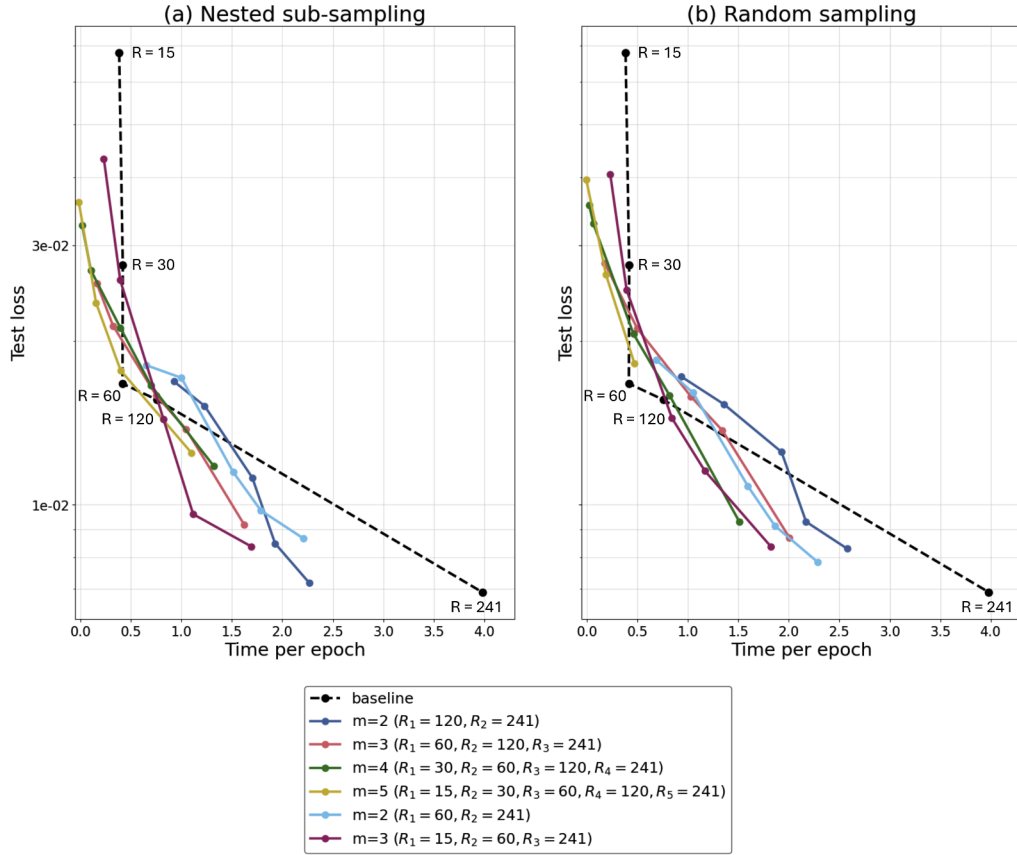 (a) Nested sub-sampling
(b) Random sampling
R = 15
R = 30
R = 60
R = 120
R = 241
3e-02
1e-02
Test loss
0.0 0.5 1.0 1.5 2.0 2.5 3.0 3.5 4.0
Time per epoch
R = 15
R = 30
R = 60
R = 120
R = 241
Test loss
0.0 0.5 1.0 1.5 2.0 2.5 3.0 3.5 4.0
Time per epoch
baseline
m=2 (R₁ = 120, R₂ = 241)
m=3 (R₁ = 60, R₂ = 120, R₃ = 241)
m=4 (R₁ = 30, R₂ = 60, R₃ = 120, R₄ = 241)
m=5 (R₁ = 15, R₂ = 30, R₃ = 60, R₄ = 120, R₅ = 241)
m=2 (R₁ = 60, R₂ = 241)
m=3 (R₁ = 15, R₂ = 60, R₃ = 241)